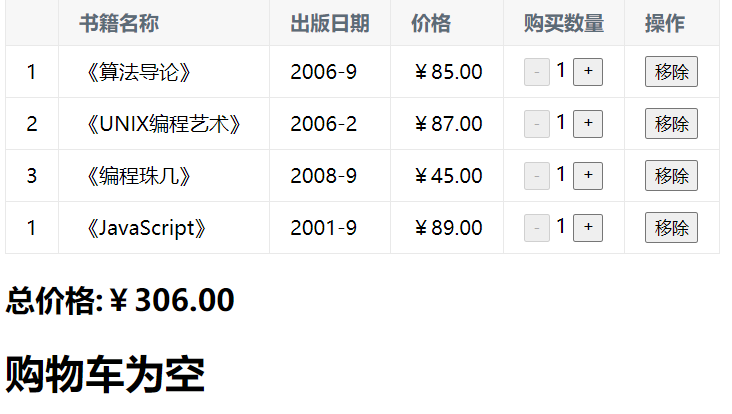 书籍名称 出版日期 价格 购买数量 操作
1 《算法导论》 2006-9 ￥85.00 - 1 + 移除
2 《UNIX编程艺术》 2006-2 ￥87.00 - 1 + 移除
3 《编程珠几》 2008-9 ￥45.00 - 1 + 移除
1 《JavaScript》 2001-9 ￥89.00 - 1 + 移除
总价格:￥306.00
购物车为空